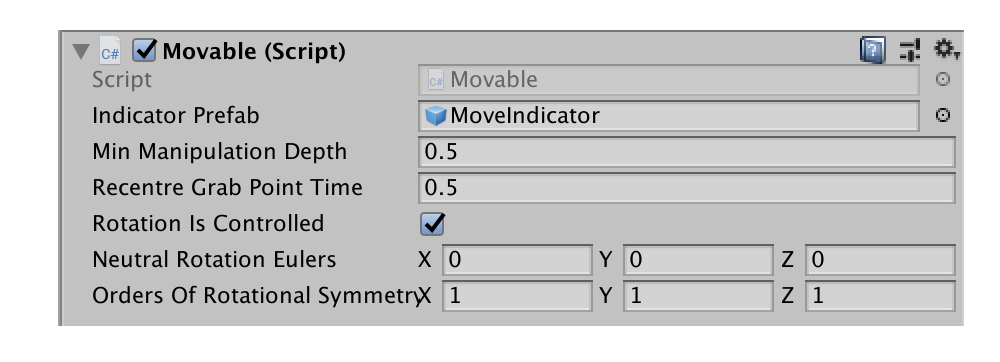 C# Movable (Script) ?
Script C# Movable
Indicator Prefab MoveIndicator
Min Manipulation Depth 0.5
Recentre Grab Point Time 0.5
Rotation Is Controlled
Neutral Rotation Eulers X 0 Y 0 Z 0
Orders Of Rotational Symmetry X 1 Y 1 Z 1